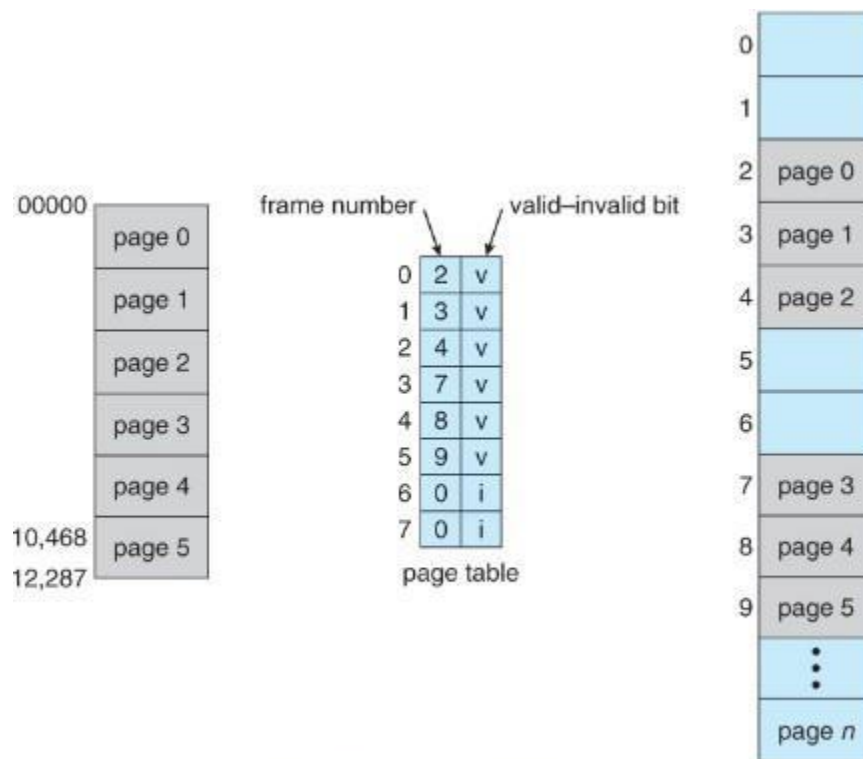 00000
page 0
page 1
page 2
page 3
page 4
10,468
page 5
12,287
frame number
valid–invalid bit
0 2 v
1 3 v
2 4 v
3 7 v
4 8 v
5 9 v
6 0 i
7 0 i
page table
0
1
2 page 0
3 page 1
4 page 2
5
6
7 page 3
8 page 4
9 page 5
page n